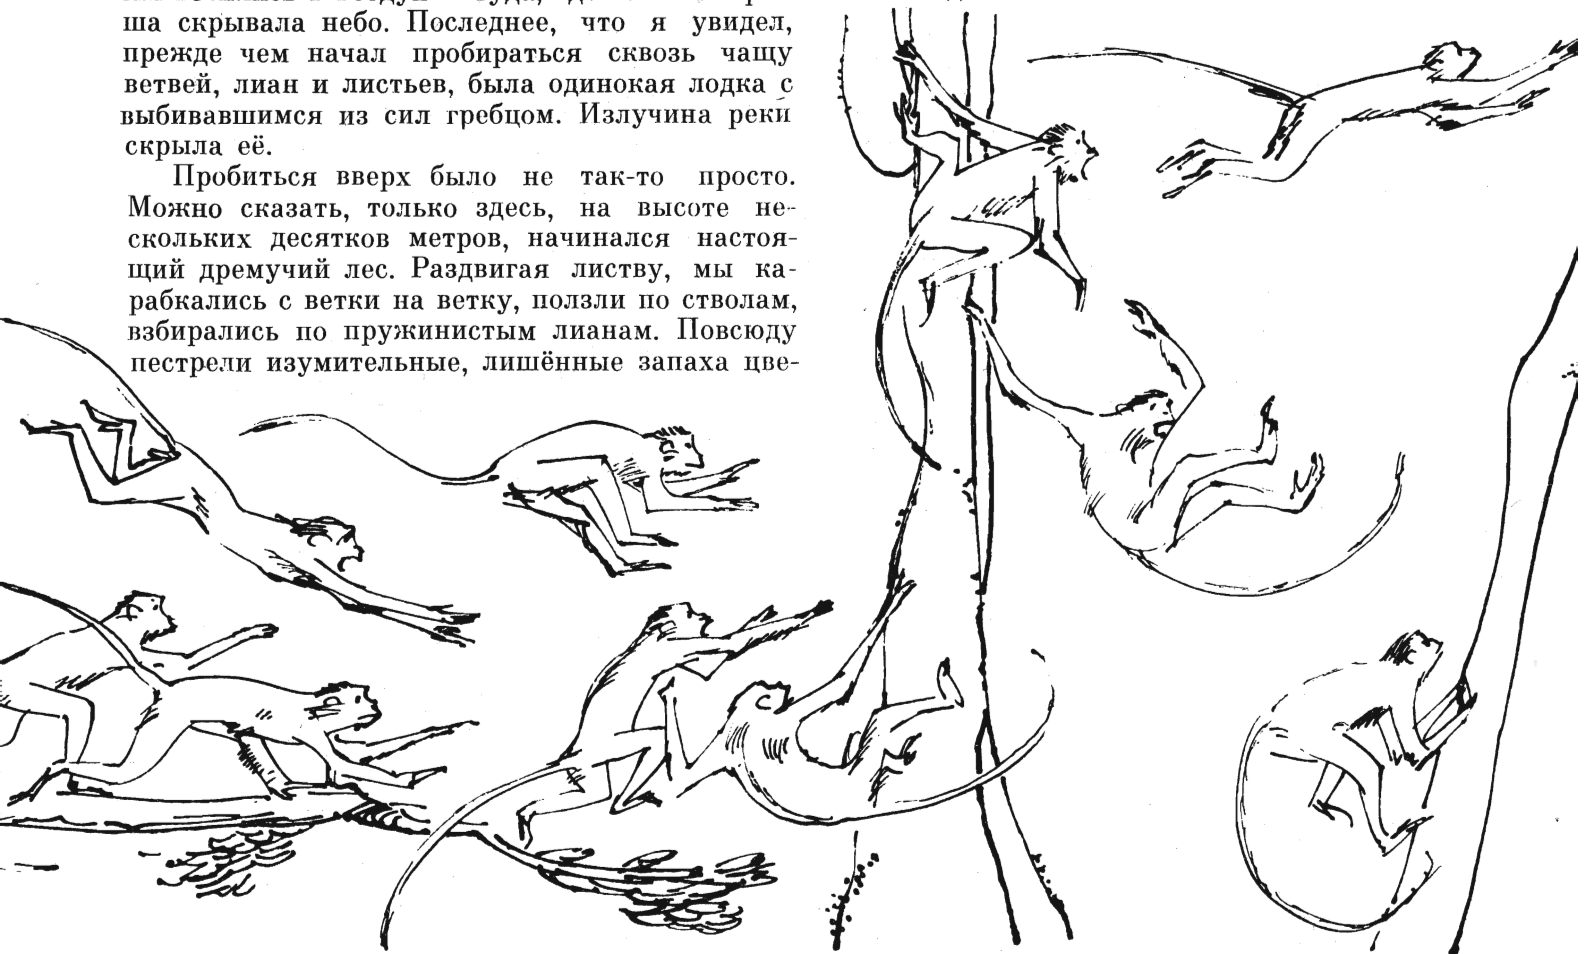 ша скрывала небо. Последнее, что я увидел,
прежде чем начал пробираться сквозь чащу
ветвей, лиан и листьев, была одинокая лодка с
выбивавшимся из сил гребцом. Излучина реки
скрыла её.
Пробиться вверх было не так-то просто.
Можно сказать, только здесь, на высоте не-
скольких десятков метров, начинался настоя-
щий дремучий лес. Раздвигая листву, мы ка-
рабкались с ветки на ветку, ползли по стволам,
взбирались по пружинистым лианам. Повсюду
пестрели изумительные, лишённые запаха цве-